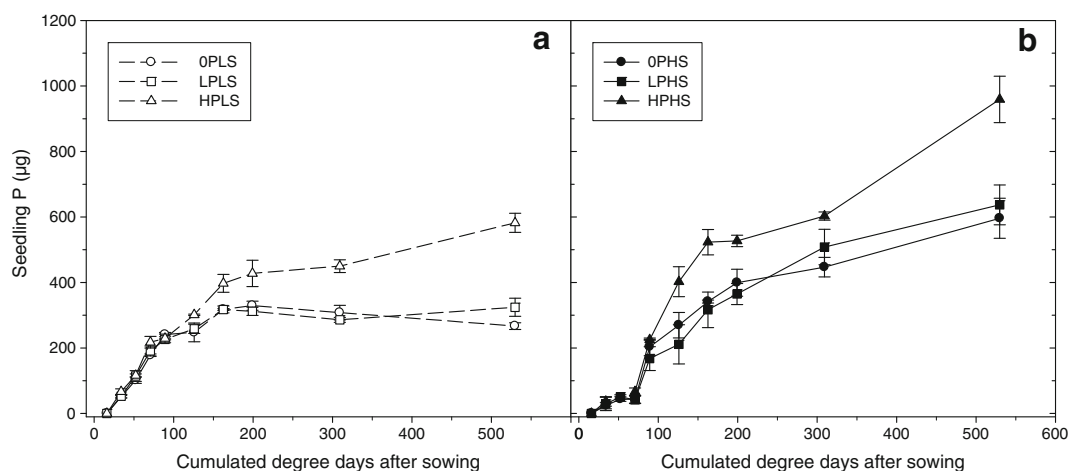 1200
1000
800
600
400
200
0
Seedling P (µg)
a
0PLS
LPLS
HPLS
0 100 200 300 400 500
Cumulated degree days after sowing
b
0PHS
LPHS
HPHS
0 100 200 300 400 500 600
Cumulated degree days after sowing